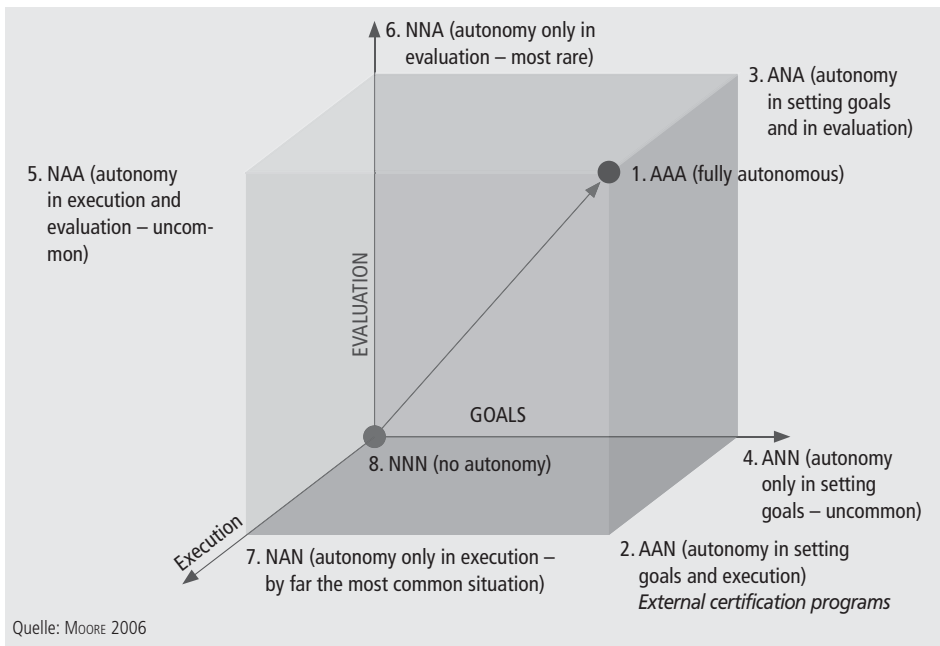 6. NNA (autonomy only in
evaluation – most rare)
3. ANA (autonomy
in setting goals
and in evaluation)
5. NAA (autonomy
in execution and
evaluation – uncom-
mon)
1. AAA (fully autonomous)
EVALUATION
GOALS
8. NNN (no autonomy)
4. ANN (autonomy
only in setting
goals – uncommon)
Execution
7. NAN (autonomy only in execution –
by far the most common situation)
2. AAN (autonomy in setting
goals and execution)
External certification programs
Quelle: MOORE 2006